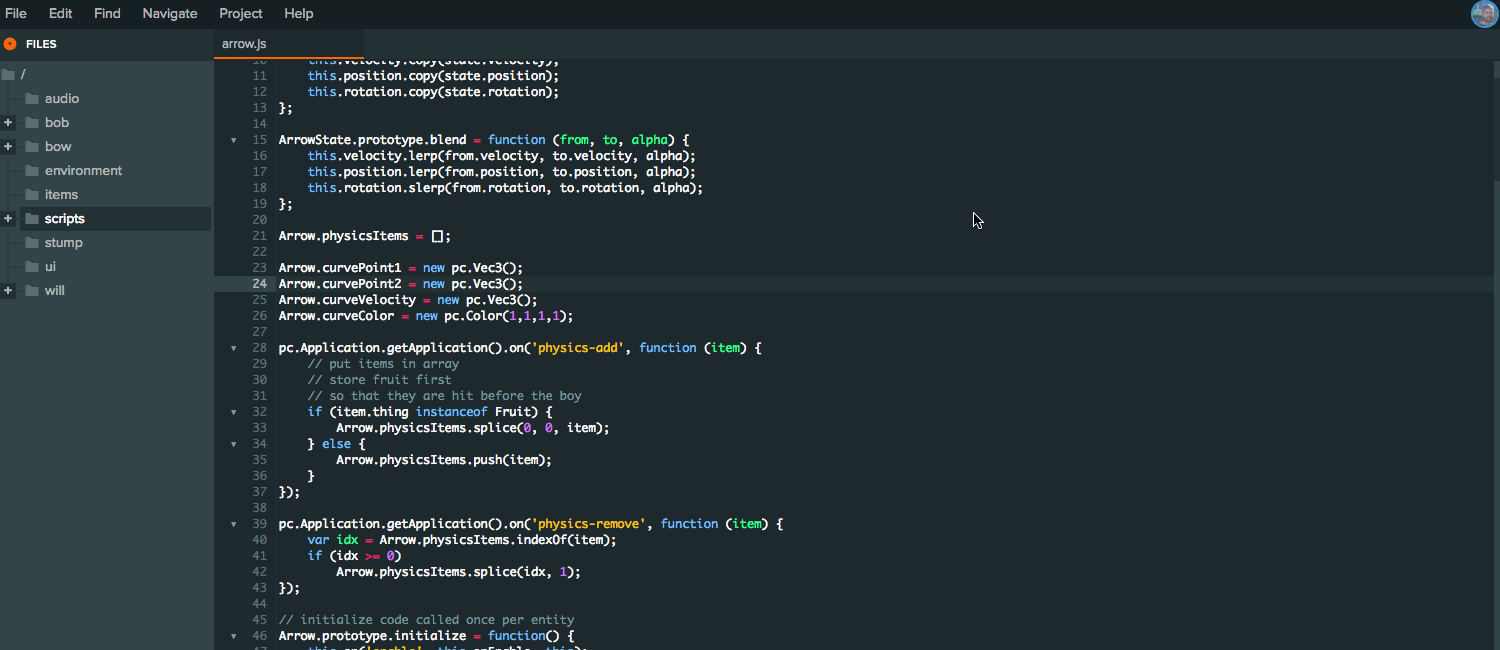 File Edit Find Navigate Project Help
FILES
arrow.js
/
audio
bob
bow
environment
items
scripts
stump
ui
will
10 this.velocity.copy(state.velocity);
11 this.position.copy(state.position);
12 this.rotation.copy(state.rotation);
13 };
14
15 ArrowState.prototype.blend = function (from, to, alpha) {
16 this.velocity.lerp(from.velocity, to.velocity, alpha);
17 this.position.lerp(from.position, to.position, alpha);
18 this.rotation.slerp(from.rotation, to.rotation, alpha);
19 };
20
21 Arrow.physicsItems = [];
22
23 Arrow.curvePoint1 = new pc.Vec3();
24 Arrow.curvePoint2 = new pc.Vec3();
25 Arrow.curveVelocity = new pc.Vec3();
26 Arrow.curveColor = new pc.Color(1,1,1,1);
27
28 pc.Application.getApplication().on('physics-add', function (item) {
29 // put items in array
30 // store fruit first
31 // so that they are hit before the boy
32 if (item.thing instanceof Fruit) {
33 Arrow.physicsItems.splice(0, 0, item);
34 } else {
35 Arrow.physicsItems.push(item);
36 }
37 });
38
39 pc.Application.getApplication().on('physics-remove', function (item) {
40 var idx = Arrow.physicsItems.indexOf(item);
41 if (idx >= 0)
42 Arrow.physicsItems.splice(idx, 1);
43 });
44
45 // initialize code called once per entity
46 Arrow.prototype.initialize = function() {